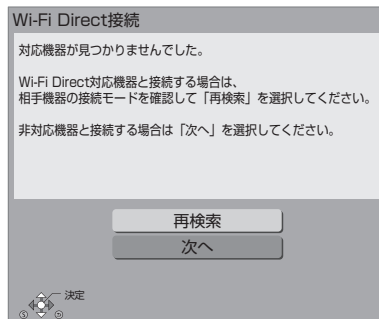 Wi-Fi Direct接続
対応機器が見つかりませんでした。
Wi-Fi Direct対応機器と接続する場合は、
相手機器の接続モードを確認して「再検索」を選択してください。
非対応機器と接続する場合は「次へ」を選択してください。
再検索
次へ
決定